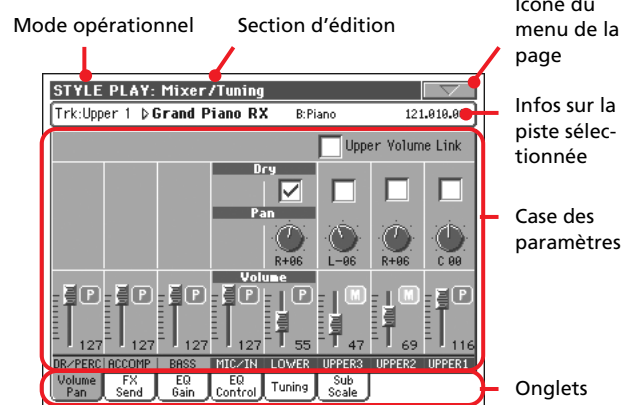 Mode opérationnel
Section d'édition
Icône du
menu de la
page
STYLE PLAY: Mixer/Tuning
Trk:Upper 1 ▷Grand Piano RX B:Piano
Infos sur la
piste sélec-
tionnée
Upper Volume Link
Dry
Pan
R+06 L-06 R+06 C 00
Case des
paramètres
Volume
P P P P P M M P
127 127 127 127 55 47 69 116
DR/PERC ACCOMP BASS MIC/IN LOWER UPPER3 UPPER2 UPPER1
Volume Pan FX Send EQ Gain EQ Control Tuning Sub Scale
Onglets